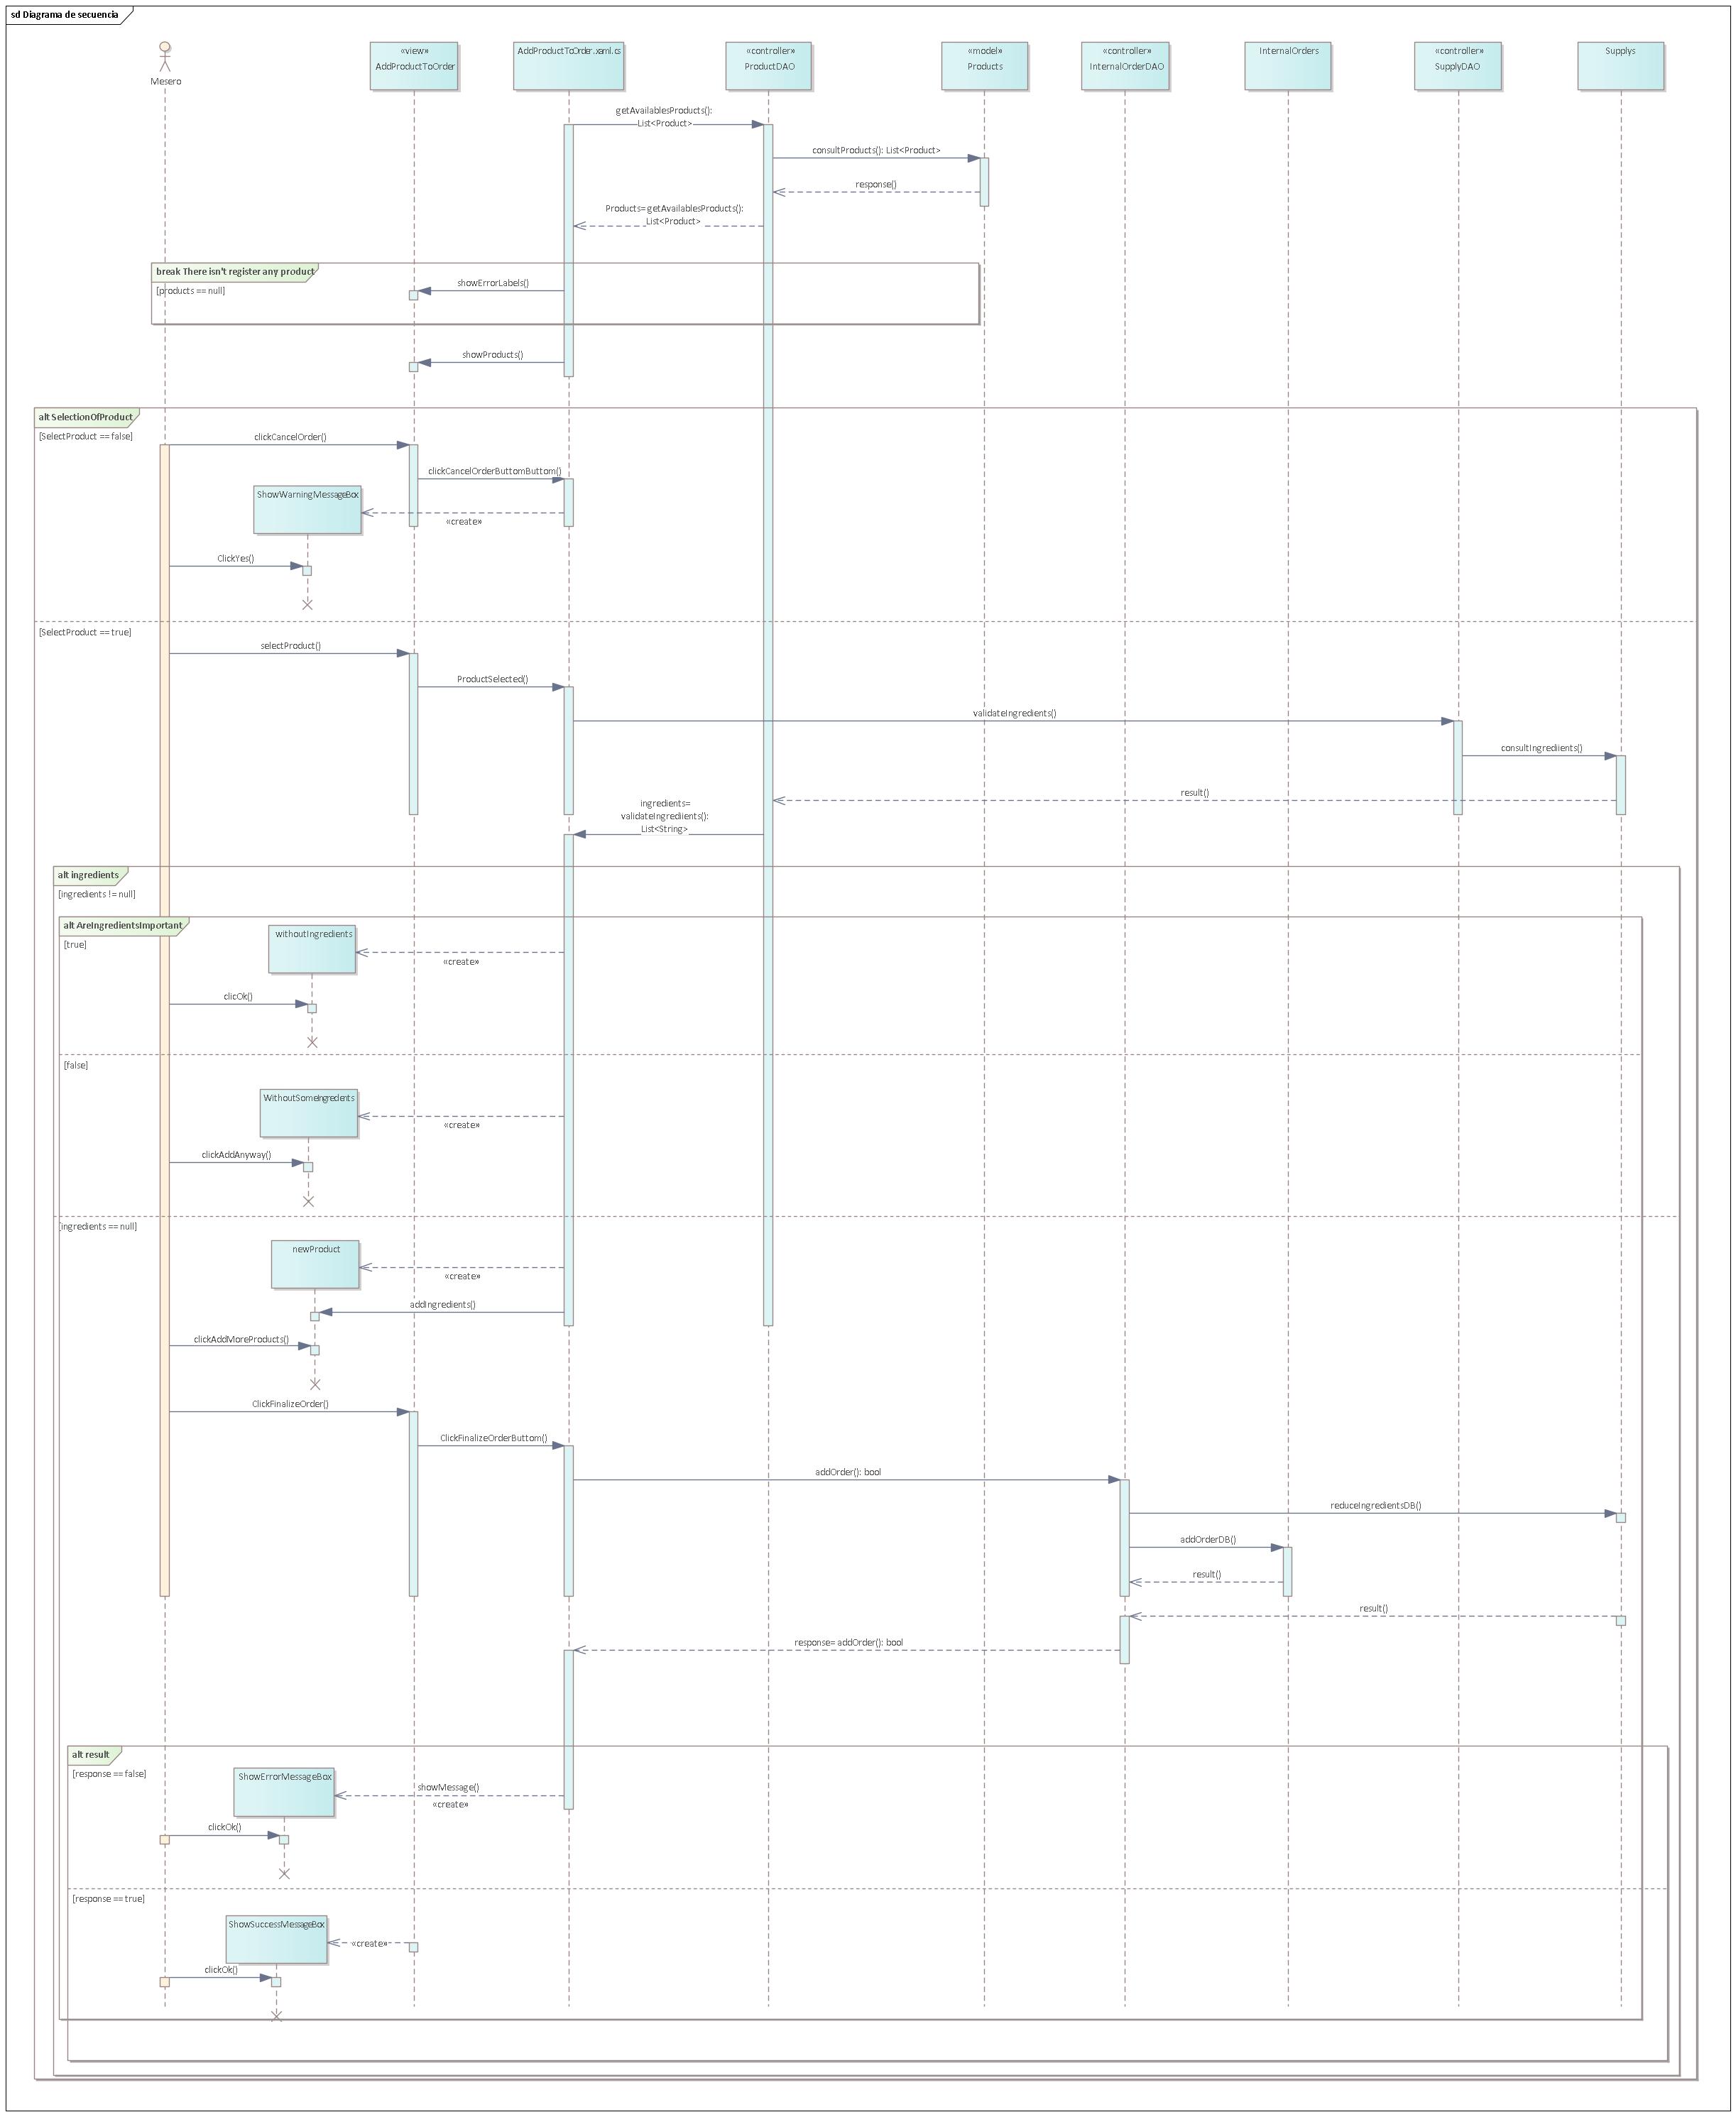 sd Diagrama de secuencia
Mesero
«view»
AddProductToOrder
AddProductToOrder.xaml.cs
«controller»
ProductDAO
«model»
Products
«controller»
InternalOrderDAO
InternalOrders
«controller»
SupplyDAO
Supplys
getAvailablesProducts():
List<Product>
consultProducts(): List<Product>
response()
Products= getAvailablesProducts():
List<Product>
break There isn't register any product
[products == null]
showErrorLabels()
showProducts()
alt SelectionOfProduct
[SelectProduct == false]
clickCancelOrder()
clickCancelOrderButtomButtom()
ShowWarningMessageBox
«create»
ClickYes()
[SelectProduct == true]
selectProduct()
ProductSelected()
validateIngredients()
consultIngrediients()
result()
ingredients=
validateIngrediients():
List<String>
alt ingredients
[ingredients != null]
alt AreIngredientsImportant
[true]
withoutIngredients
«create»
clicOk()
[false]
WithoutSomeIngredents
«create»
clickAddAnyway()
[ingredients == null]
newProduct
«create»
addIngredients()
clickAddMoreProducts()
ClickFinalizeOrder()
ClickFinalizeOrderButtom()
addOrder(): bool
reduceIngredientsDB()
addOrderDB()
result()
result()
response= addOrder(): bool
alt result
[response == false]
ShowErrorMessageBox
showMessage()
«create»
clickOk()
[response == true]
ShowSuccessMessageBox
«create»
clickOk()